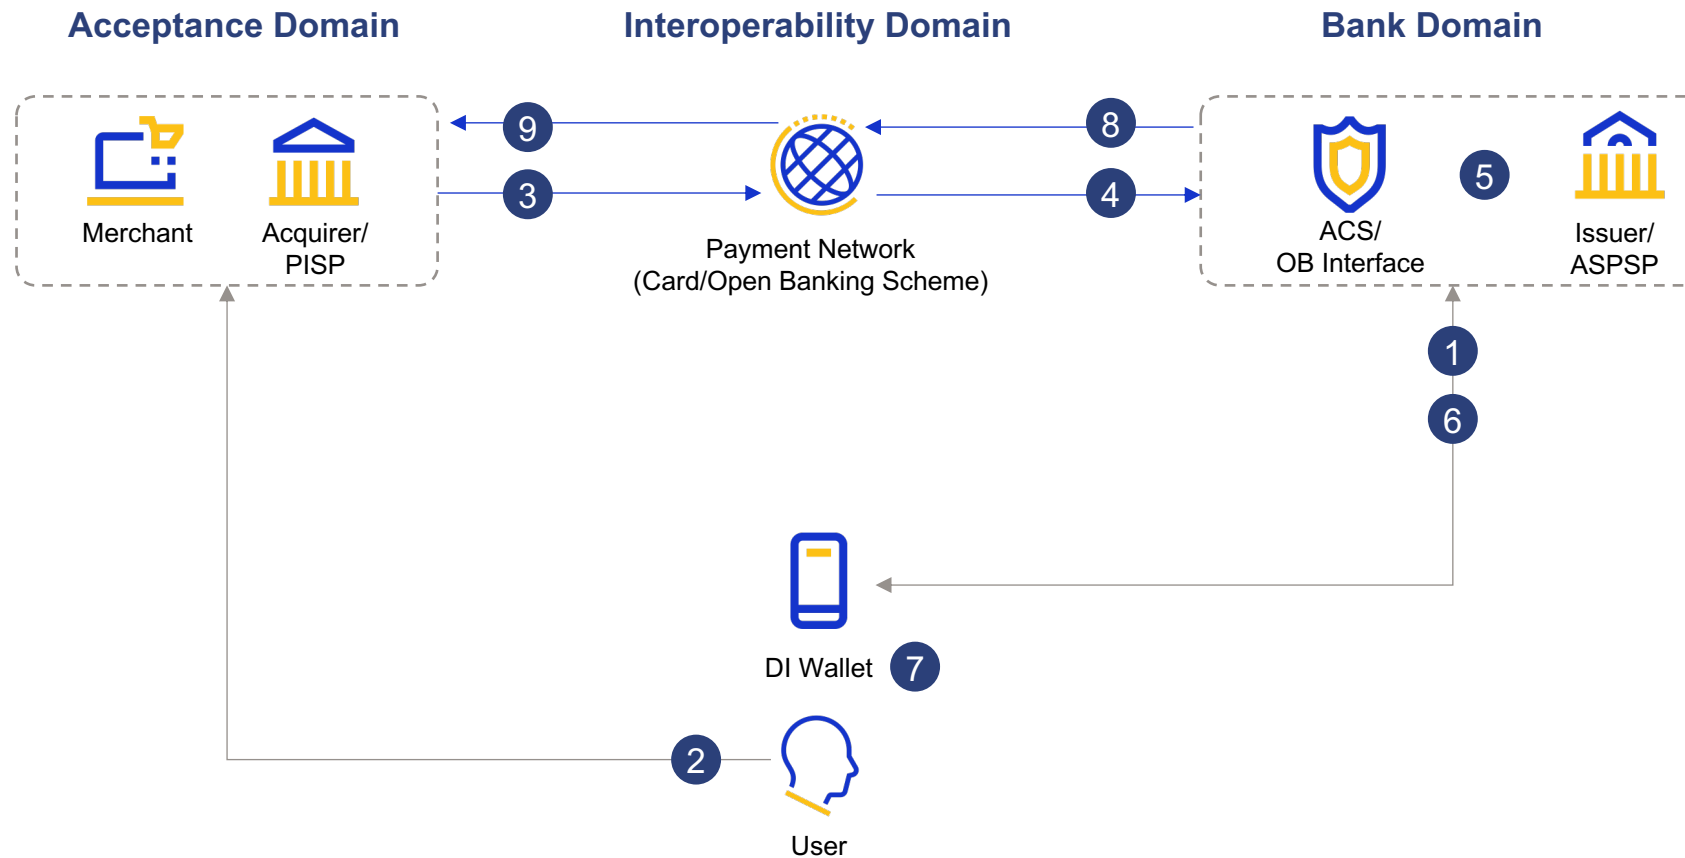 Acceptance Domain
Interoperability Domain
Bank Domain
9
8
3
4
5
Merchant
Acquirer/
PISP
Payment Network
(Card/Open Banking Scheme)
ACS/
OB Interface
Issuer/
ASPSP
1
6
DI Wallet
7
2
User